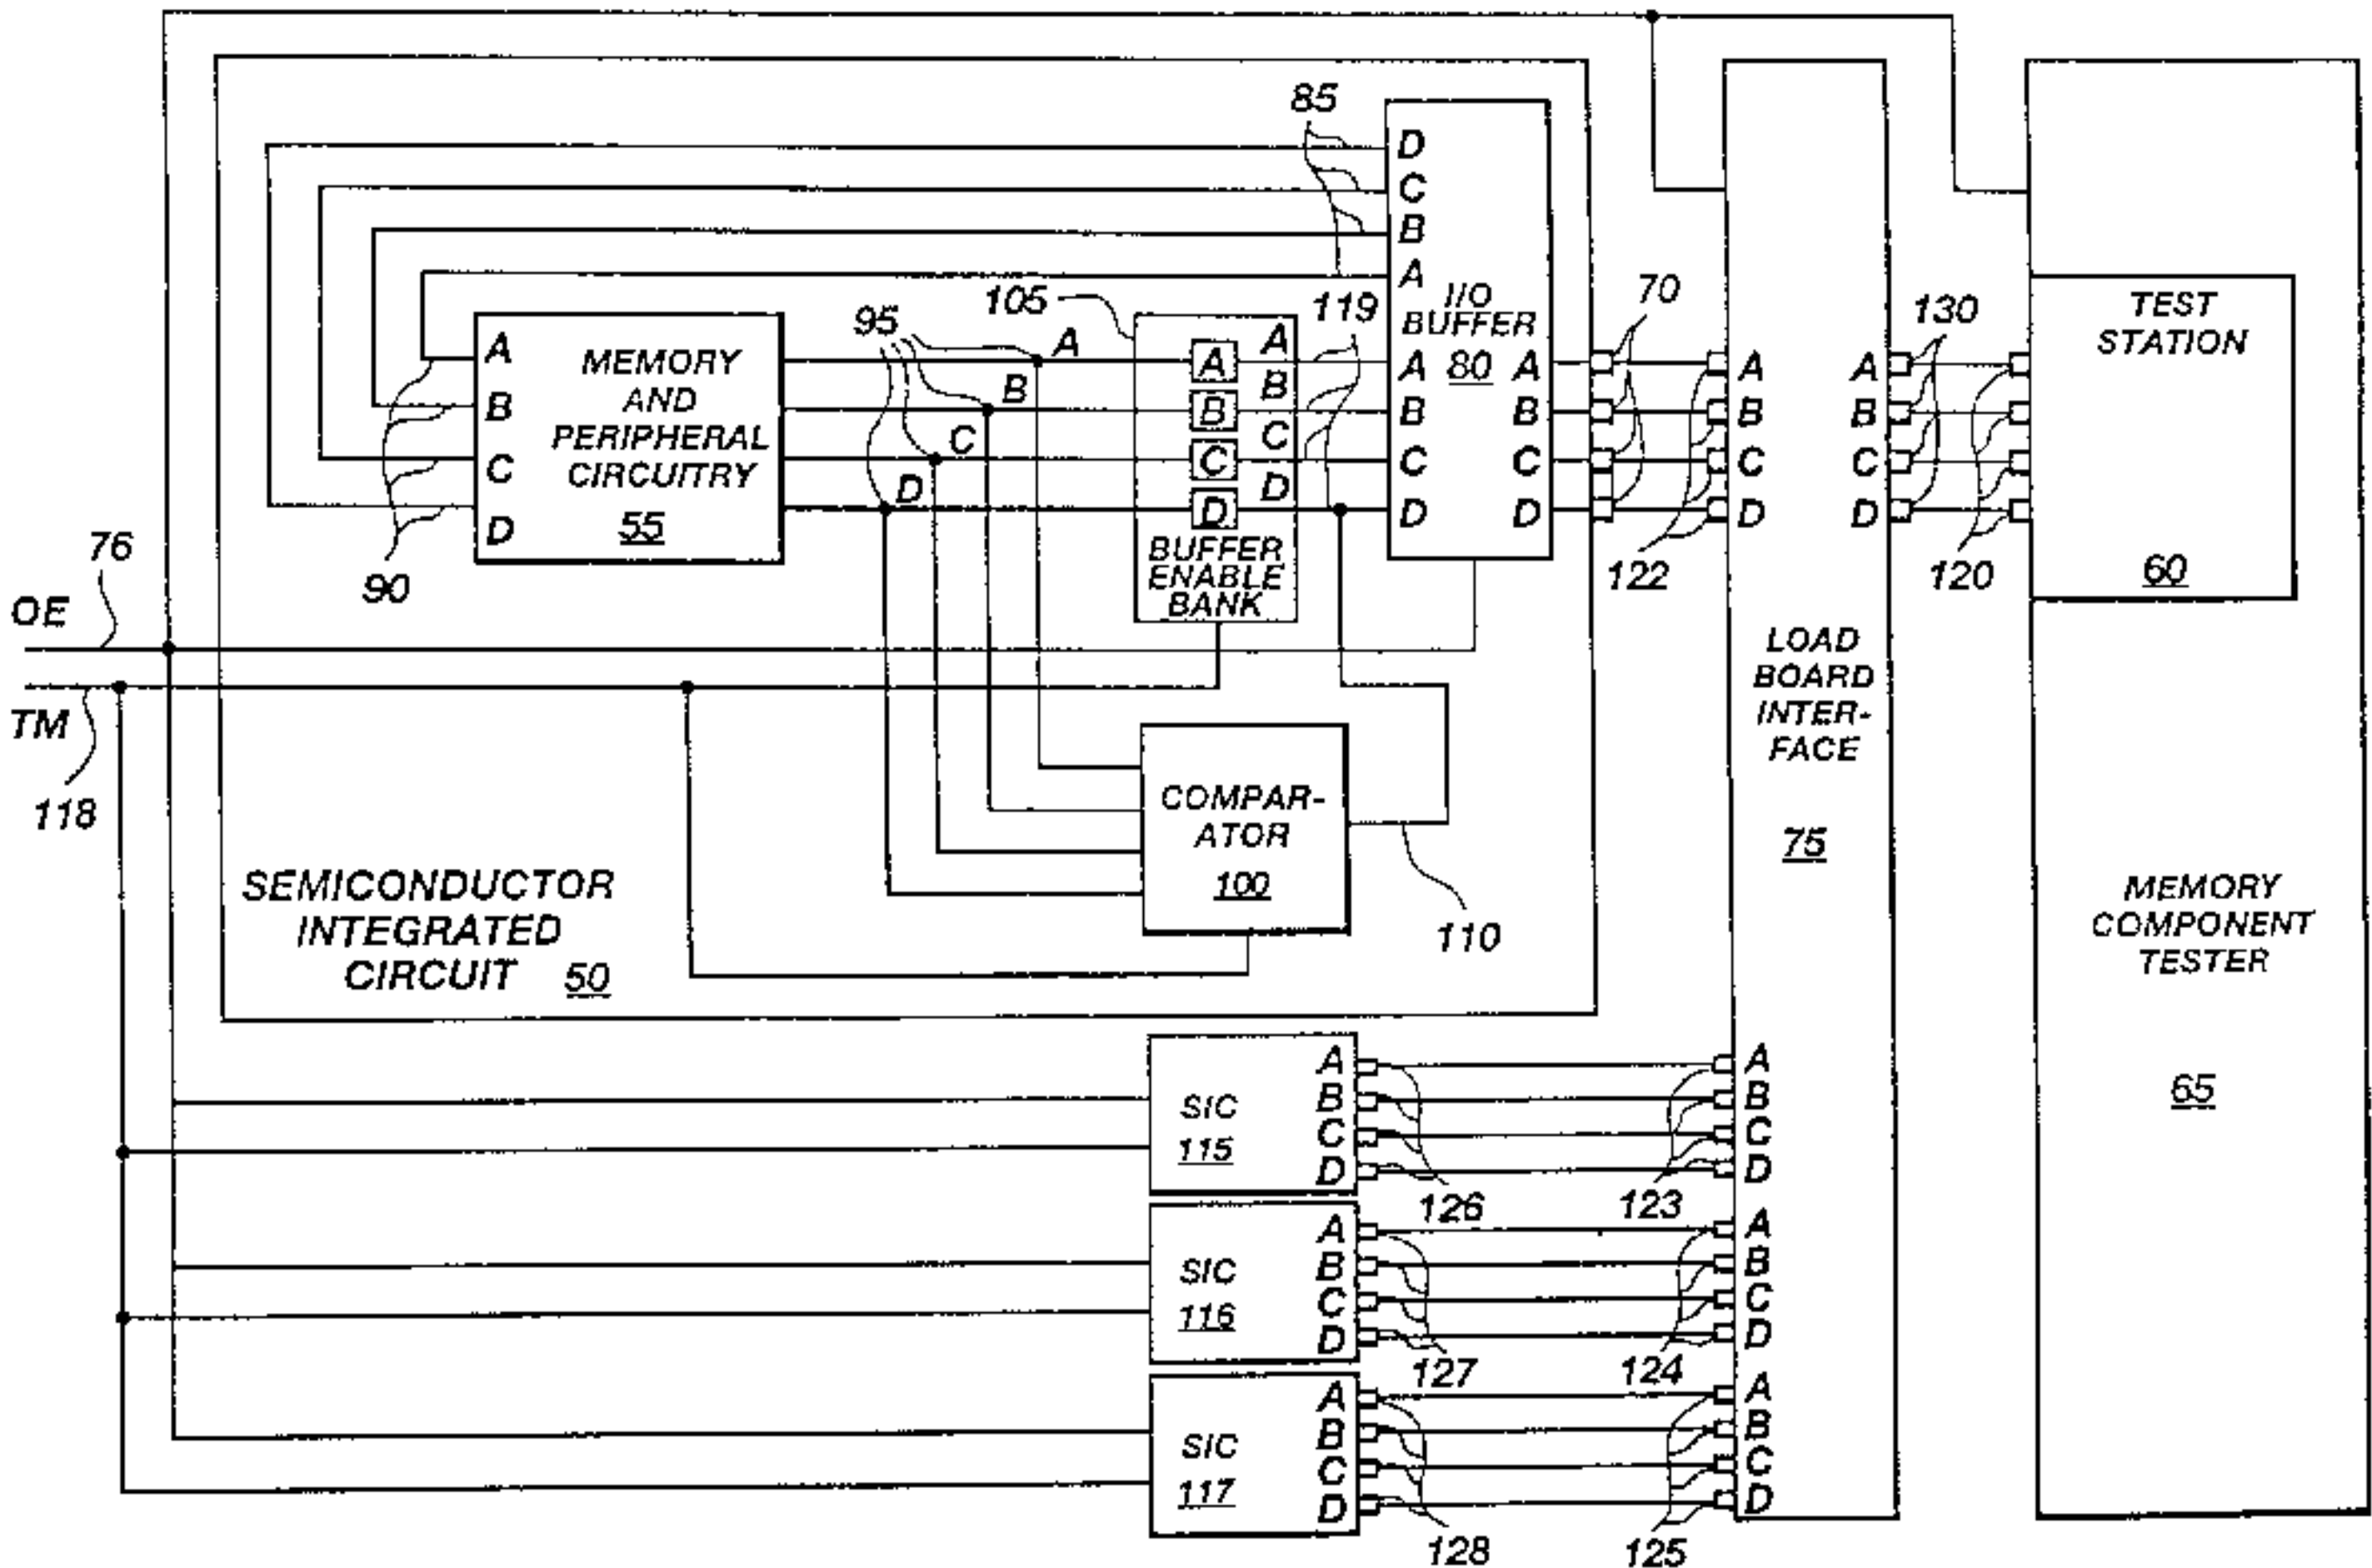 85
D
C
B
A
I/O
BUFFER
80
A
B
C
D
A
B
C
D
105
119
70
130
95
A
B
C
D
A
B
C
D
MEMORY
AND
PERIPHERAL
CIRCUITRY
55
A
B
C
D
A
B
C
D
BUFFER
ENABLE
BANK
90
76
OE
TM
118
122
120
A
B
C
D
A
B
C
D
TEST
STATION
60
LOAD
BOARD
INTER-
FACE
75
MEMORY
COMPONENT
TESTER
65
COMPAR-
ATOR
100
110
SEMICONDUCTOR
INTEGRATED
CIRCUIT 50
SIC
115
A
B
C
D
126
123
A
B
C
D
SIC
116
A
B
C
D
127
124
A
B
C
D
SIC
117
A
B
C
D
128
125
A
B
C
D